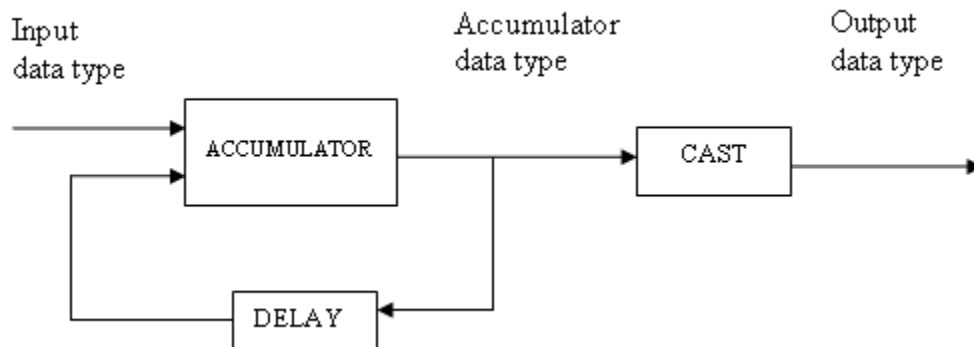 Input
data type
Accumulator
data type
Output
data type
ACCUMULATOR
CAST
DELAY